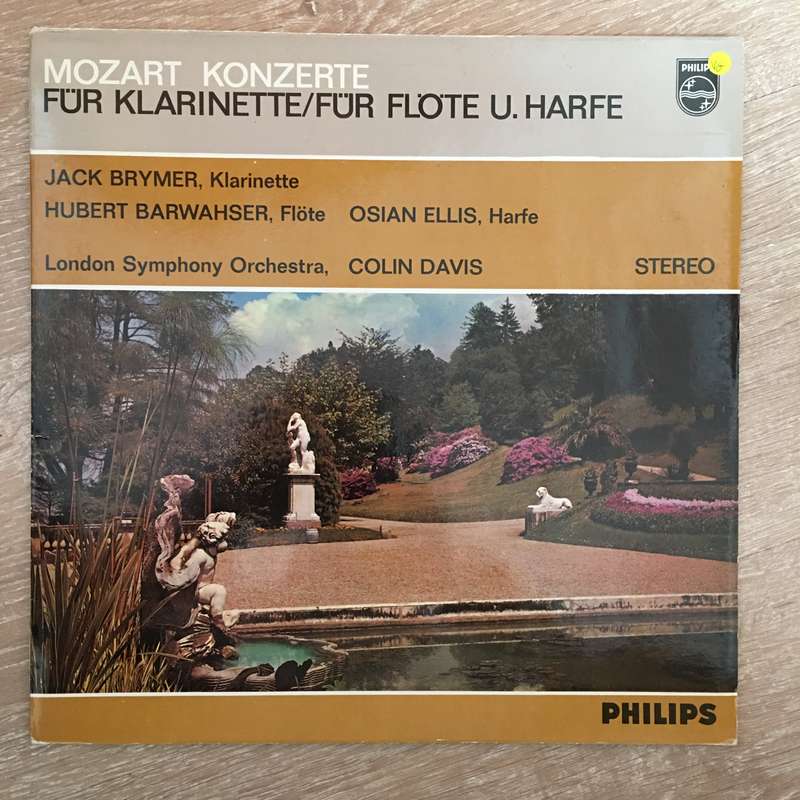 MOZART KONZERTE
FÜR KLARINETTE/FÜR FLÖTE U. HARFE
JACK BRYMER, Klarinette
HUBERT BARWAHSER, Flöte OSIAN ELLIS, Harfe
London Symphony Orchestra, COLIN DAVIS STEREO
PHILIPS